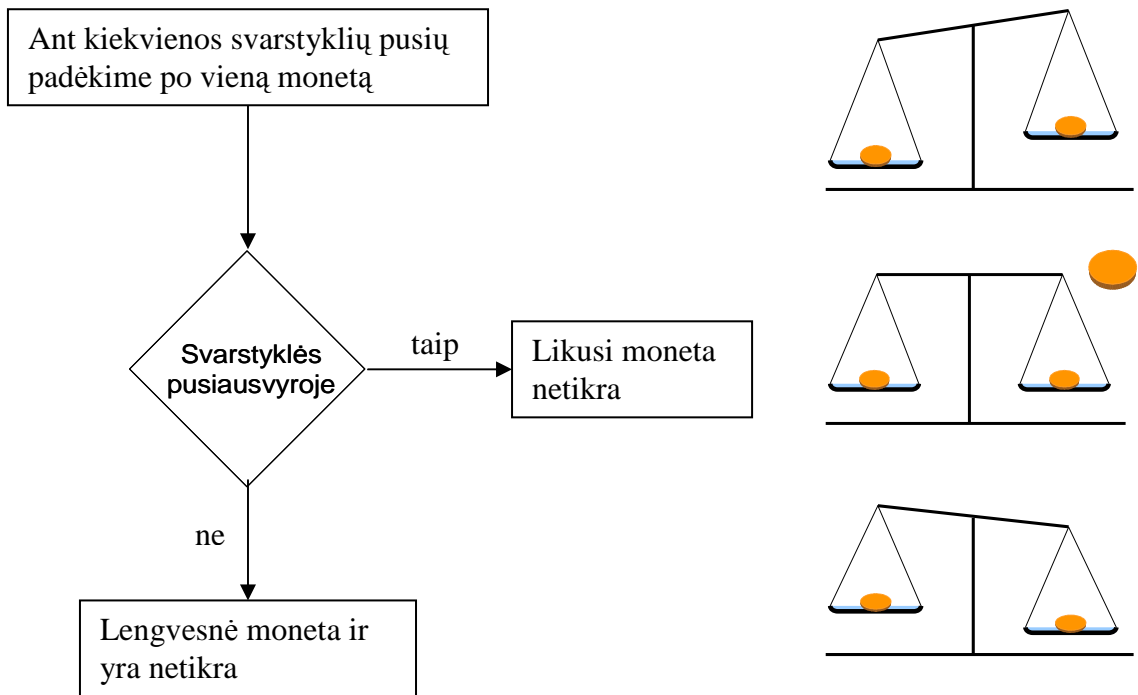 Ant kiekvienos svarstyklių pusių
padėkime po vieną monetą
Svarstyklės
pusiausvyroje
taip
Likusi moneta
netikra
ne
Lengvesnė moneta ir
yra netikra